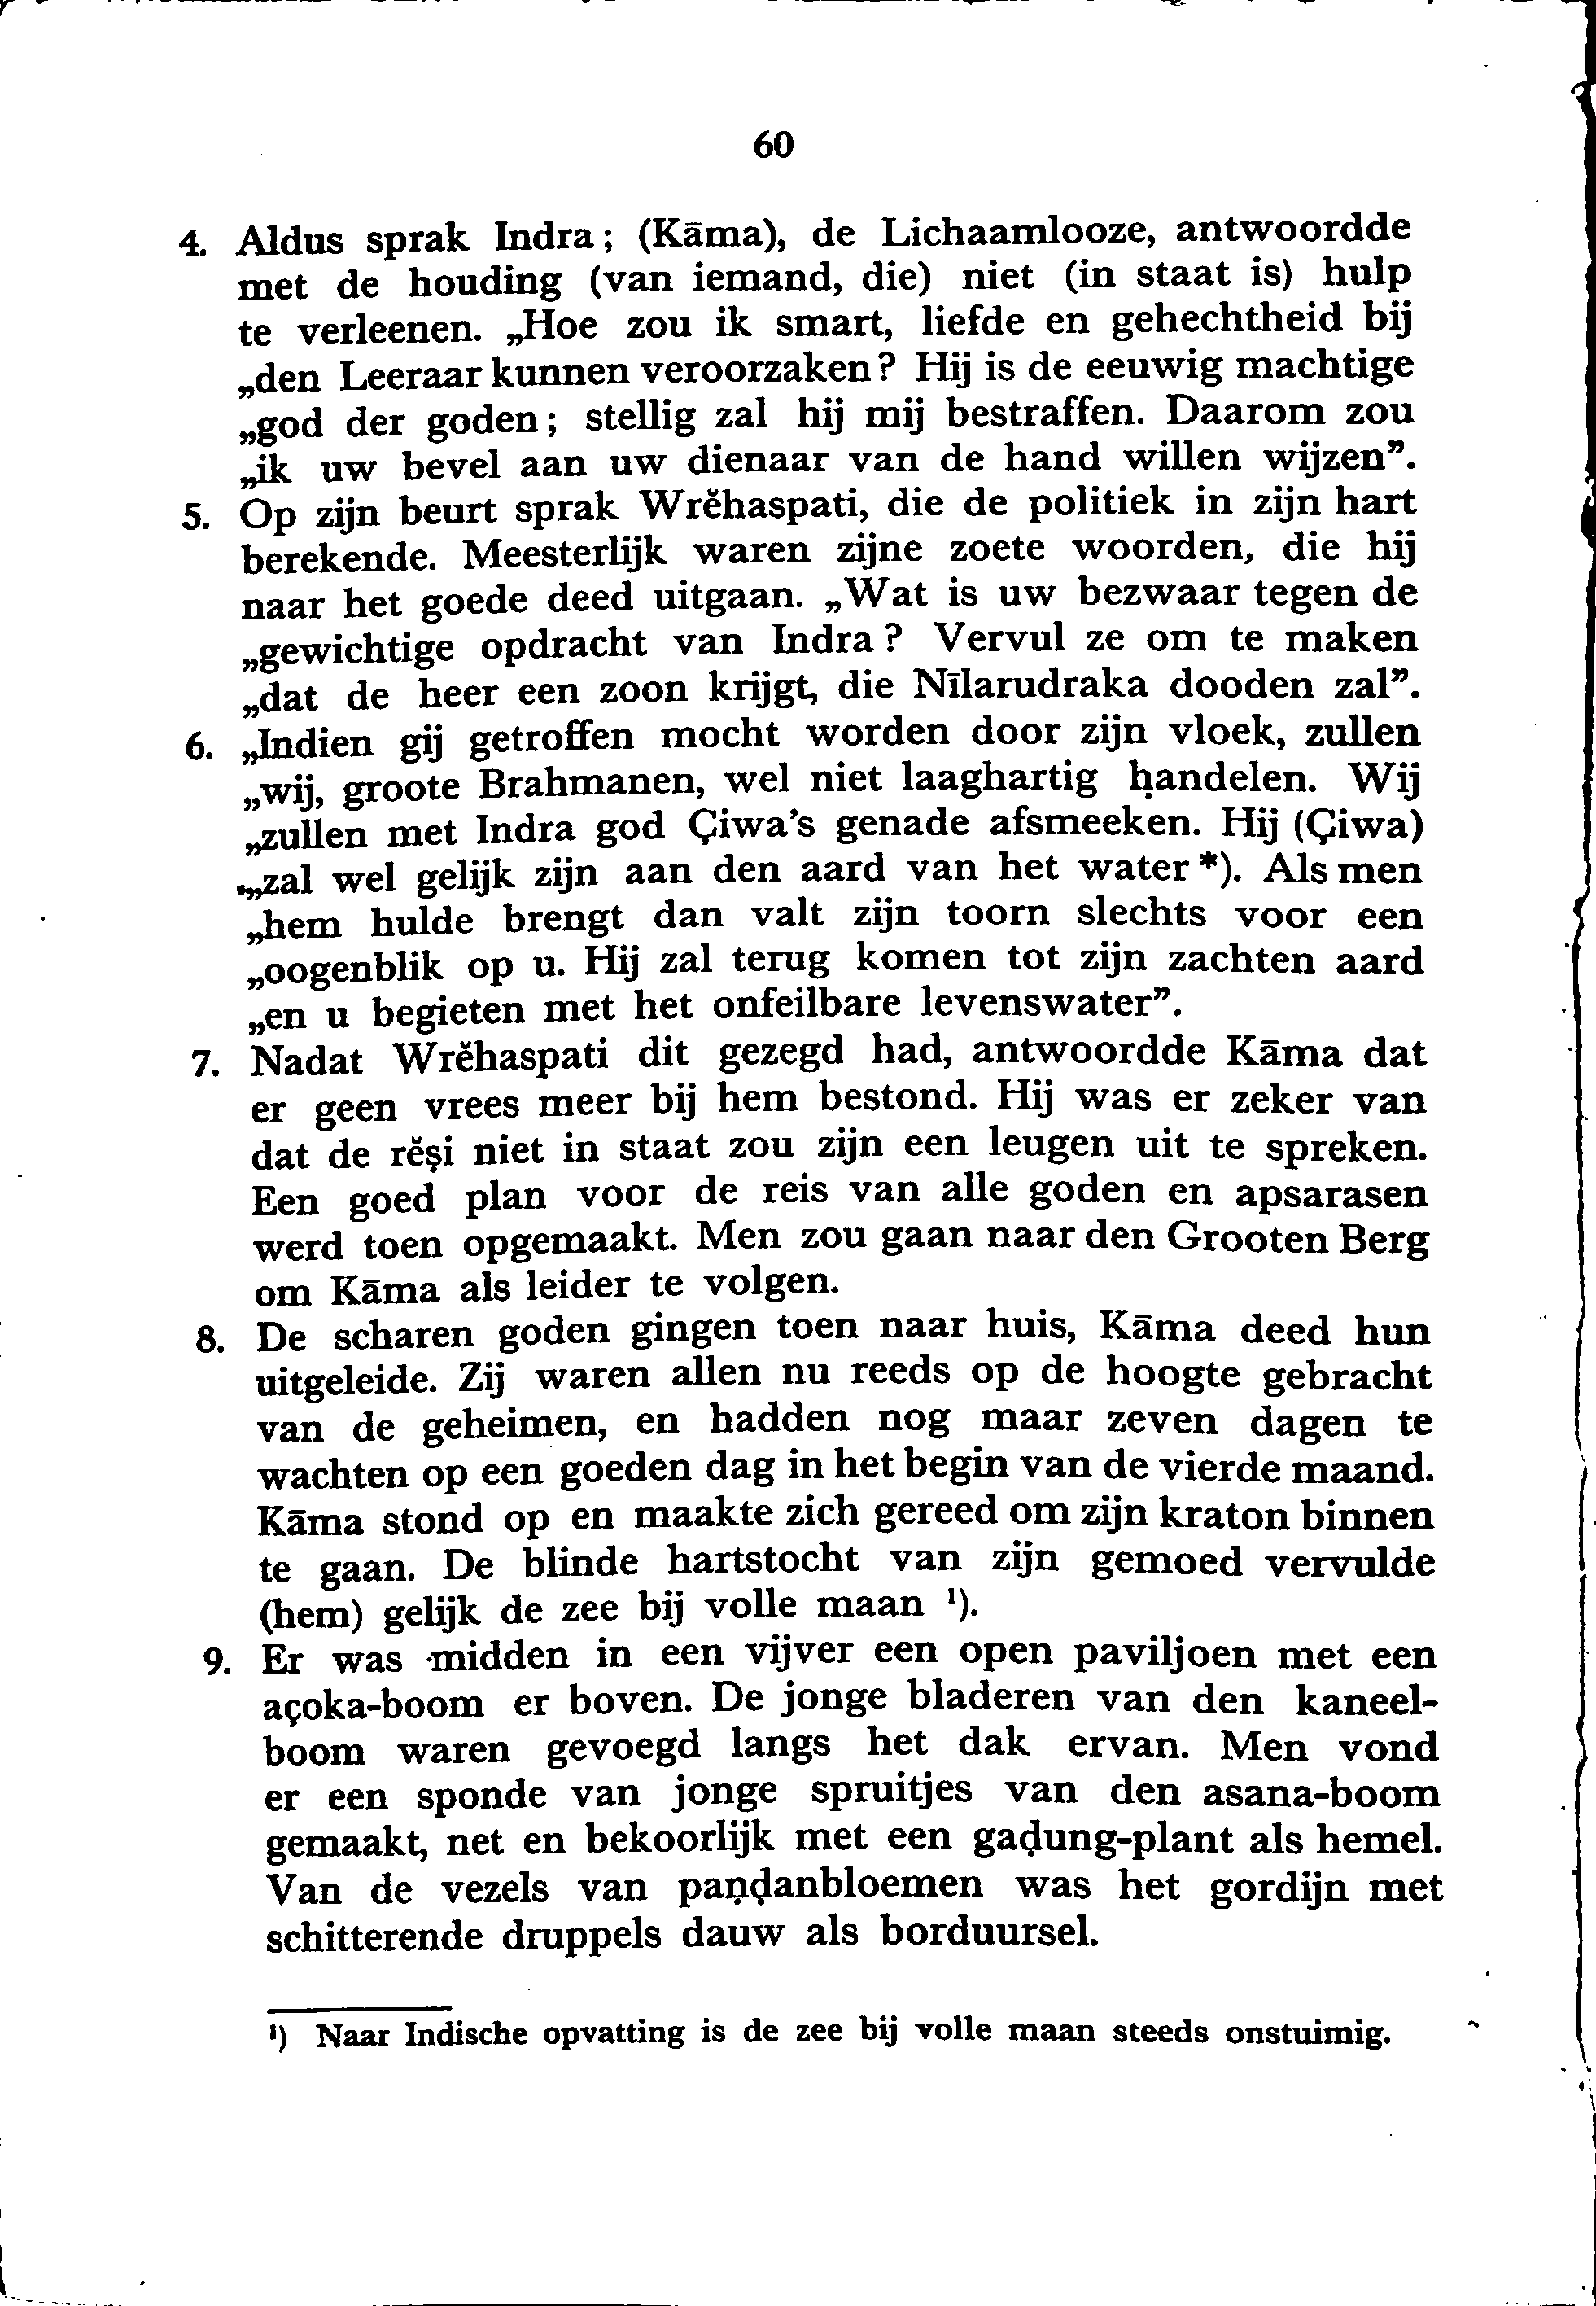 60
4. Aldus sprak Indra; (Kāma), de Lichaamlooze, antwoordde
met de houding (van iemand, die) niet (in staat is) hulp
te verleenen. „Hoe zou ik smart, liefde en gehechtheid bij
„den Leeraar kunnen veroorzaken? Hij is de eeuwig machtige
„god der goden; stellig zal hij mij bestraffen. Daarom zou
„ik uw bevel aan uw dienaar van de hand willen wijzen”.
5. Op zijn beurt sprak Wrĕhaspati, die de politiek in zijn hart
berekende. Meesterlijk waren zijne zoete woorden, die hij
naar het goede deed uitgaan. „Wat is uw bezwaar tegen de
„gewichtige opdracht van Indra? Vervul ze om te maken
„dat de heer een zoon krijgt, die Nīlarudraka dooden zal”.
6. „Indien gij getroffen mocht worden door zijn vloek, zullen
„wij, groote Brahmanen, wel niet laaghartig handelen. Wij
„zullen met Indra god Çiwa's genade afsmeeken. Hij (Çiwa)
„zal wel gelijk zijn aan den aard van het water *). Als men
„hem hulde brengt dan valt zijn toorn slechts voor een
„oogenblik op u. Hij zal terug komen tot zijn zachten aard
„en u begieten met het onfeilbare levenswater”.
7. Nadat Wrĕhaspati dit gezegd had, antwoordde Kāma dat
er geen vrees meer bij hem bestond. Hij was er zeker van
dat de rĕṣi niet in staat zou zijn een leugen uit te spreken.
Een goed plan voor de reis van alle goden en apsarasen
werd toen opgemaakt. Men zou gaan naar den Grooten Berg
om Kāma als leider te volgen.
8. De scharen goden gingen toen naar huis, Kāma deed hun
uitgeleide. Zij waren allen nu reeds op de hoogte gebracht
van de geheimen, en hadden nog maar zeven dagen te
wachten op een goeden dag in het begin van de vierde maand.
Kāma stond op en maakte zich gereed om zijn kraton binnen
te gaan. De blinde hartstocht van zijn gemoed vervulde
(hem) gelijk de zee bij volle maan ¹).
9. Er was midden in een vijver een open paviljoen met een
açoka-boom er boven. De jonge bladeren van den kaneel-
boom waren gevoegd langs het dak ervan. Men vond
er een sponde van jonge spruitjes van den asana-boom
gemaakt, net en bekoorlijk met een gaḍung-plant als hemel.
Van de vezels van paṇḍanbloemen was het gordijn met
schitterende druppels dauw als borduursel.
¹) Naar Indische opvatting is de zee bij volle maan steeds onstuimig.